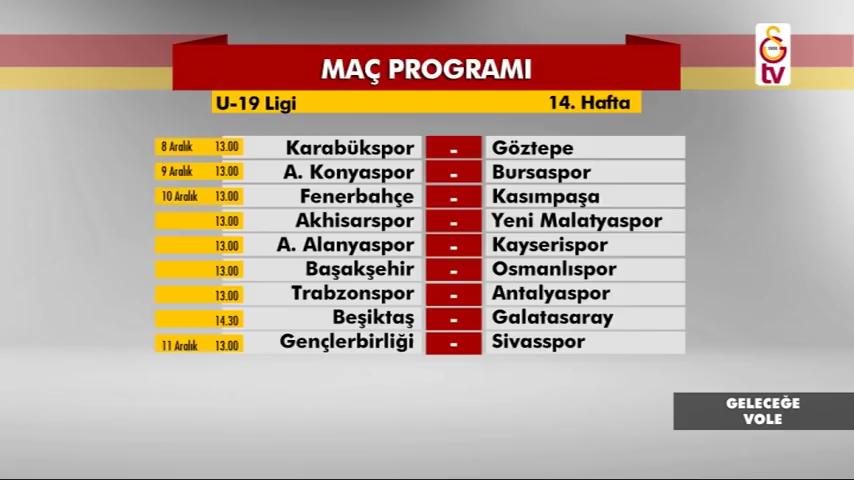 tv
MAÇ PROGRAMI
U-19 Ligi 14. Hafta
8 Aralık 13.00 Karabükspor - Göztepe
9 Aralık 13.00 A. Konyaspor - Bursaspor
10 Aralık 13.00 Fenerbahçe - Kasımpaşa
13.00 Akhisarspor - Yeni Malatyaspor
13.00 A. Alanyaspor - Kayserispor
13.00 Başakşehir - Osmanlıspor
13.00 Trabzonspor - Antalyaspor
14.30 Beşiktaş - Galatasaray
11 Aralık 13.00 Gençlerbirliği - Sivasspor
GELECEĞE
VOLE